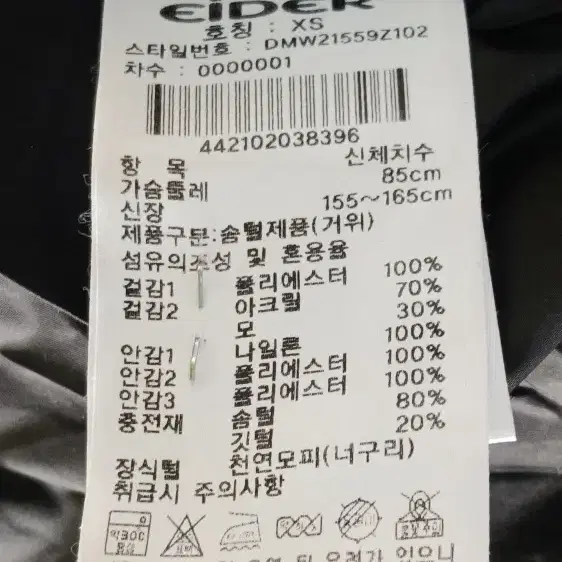 EIDER
호칭 : XS
스타일번호 : DMW21559Z102
차수 : 0000001
442102038396
항 목 신체치수
가슴둘레 85cm
신장 155~165cm
제품구분:솜털제품(거위)
섬유의조성 및 혼용율
겉감1 폴리에스터 100%
겉감2 아크릴 70%
모 30%
안감1 나일론 100%
안감2 폴리에스터 100%
안감3 폴리에스터 100%
충전재 솜털 80%
깃털 20%
장식털 천연모피(너구리)
취급시 주의사항
약30℃
중성